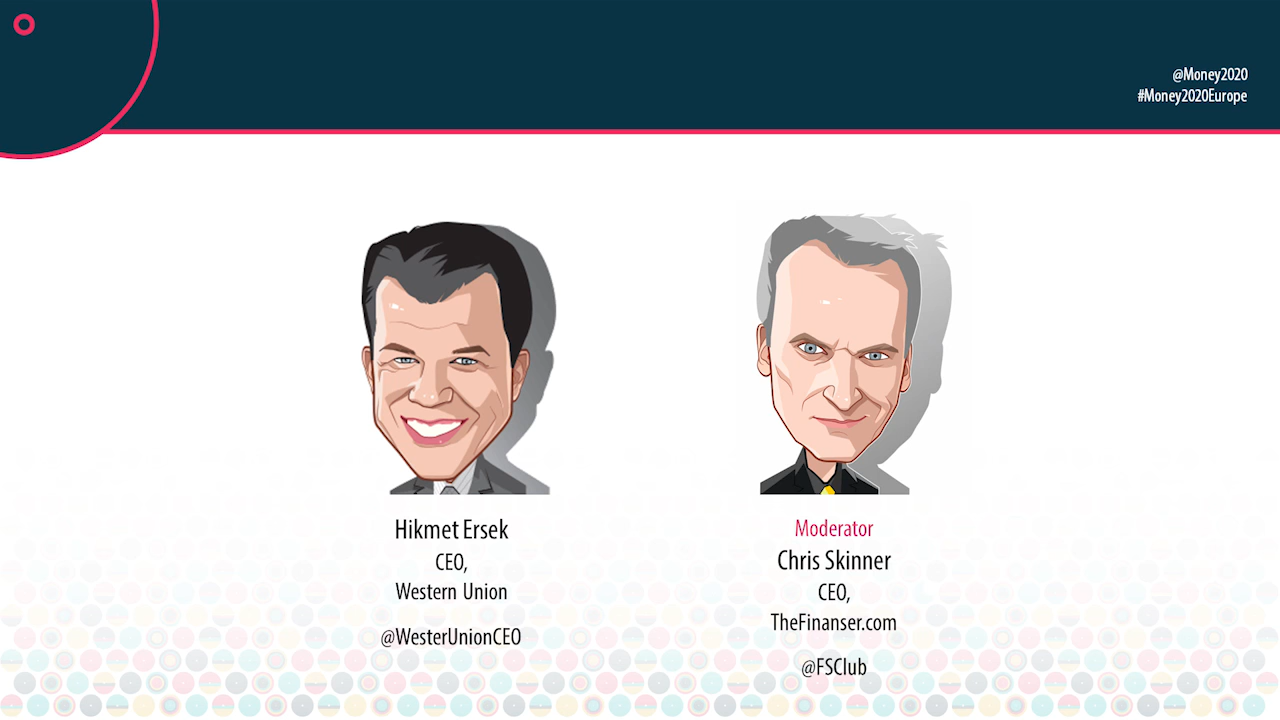 @Money2020
#Money2020Europe
Hikmet Ersek
CEO,
Western Union
@WesterUnionCEO
Moderator
Chris Skinner
CEO,
TheFinanser.com
@FSClub